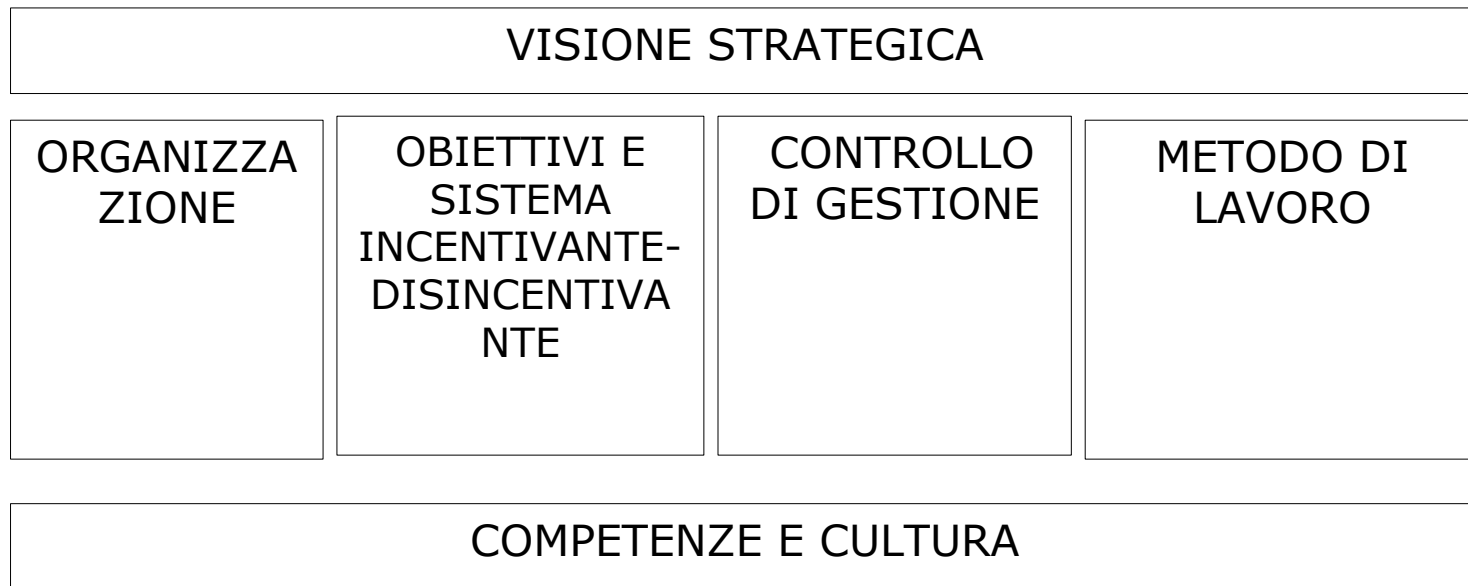 VISIONE STRATEGICA
ORGANIZZA
ZIONE
OBIETTIVI E
SISTEMA
INCENTIVANTE-
DISINCENTIVA
NTE
CONTROLLO
DI GESTIONE
METODO DI
LAVORO
COMPETENZE E CULTURA